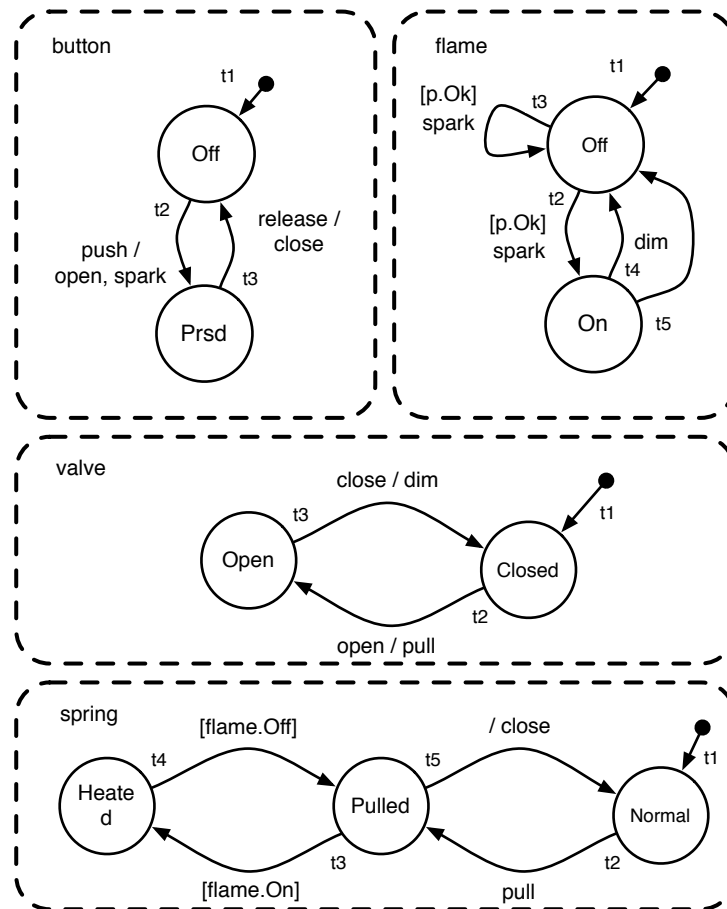 button
t1
Off
t2
release /
close
push /
open, spark
t3
Prsd
flame
t1
[p.Ok]
spark
t3
Off
t2
[p.Ok]
spark
dim
t4
On
t5
valve
close / dim
t3
t1
Open
Closed
t2
open / pull
spring
[flame.Off]
/ close
t1
t4
t5
Heate
d
Pulled
Normal
t3
t2
[flame.On]
pull